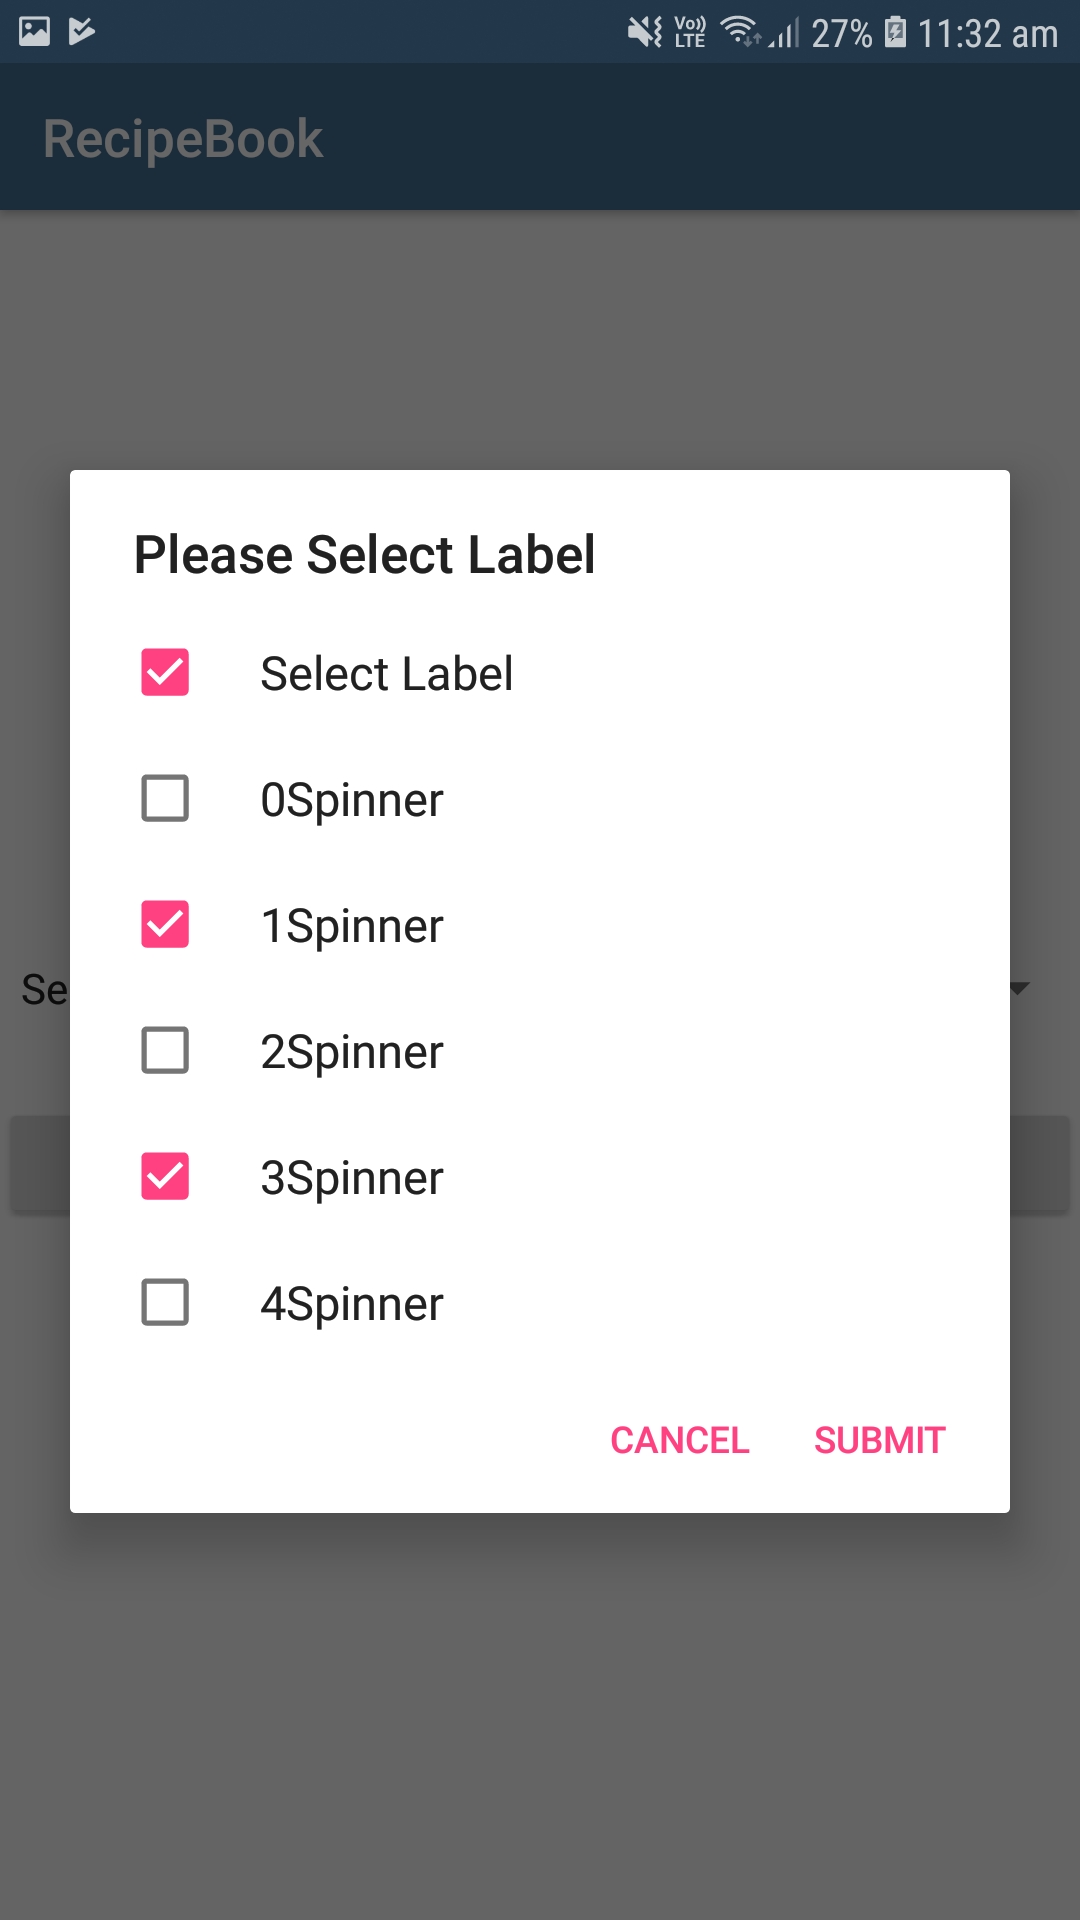 Vo)) LTE 27% 11:32 am
RecipeBook
Please Select Label
Select Label
0Spinner
1Spinner
Se
2Spinner
3Spinner
4Spinner
CANCEL SUBMIT